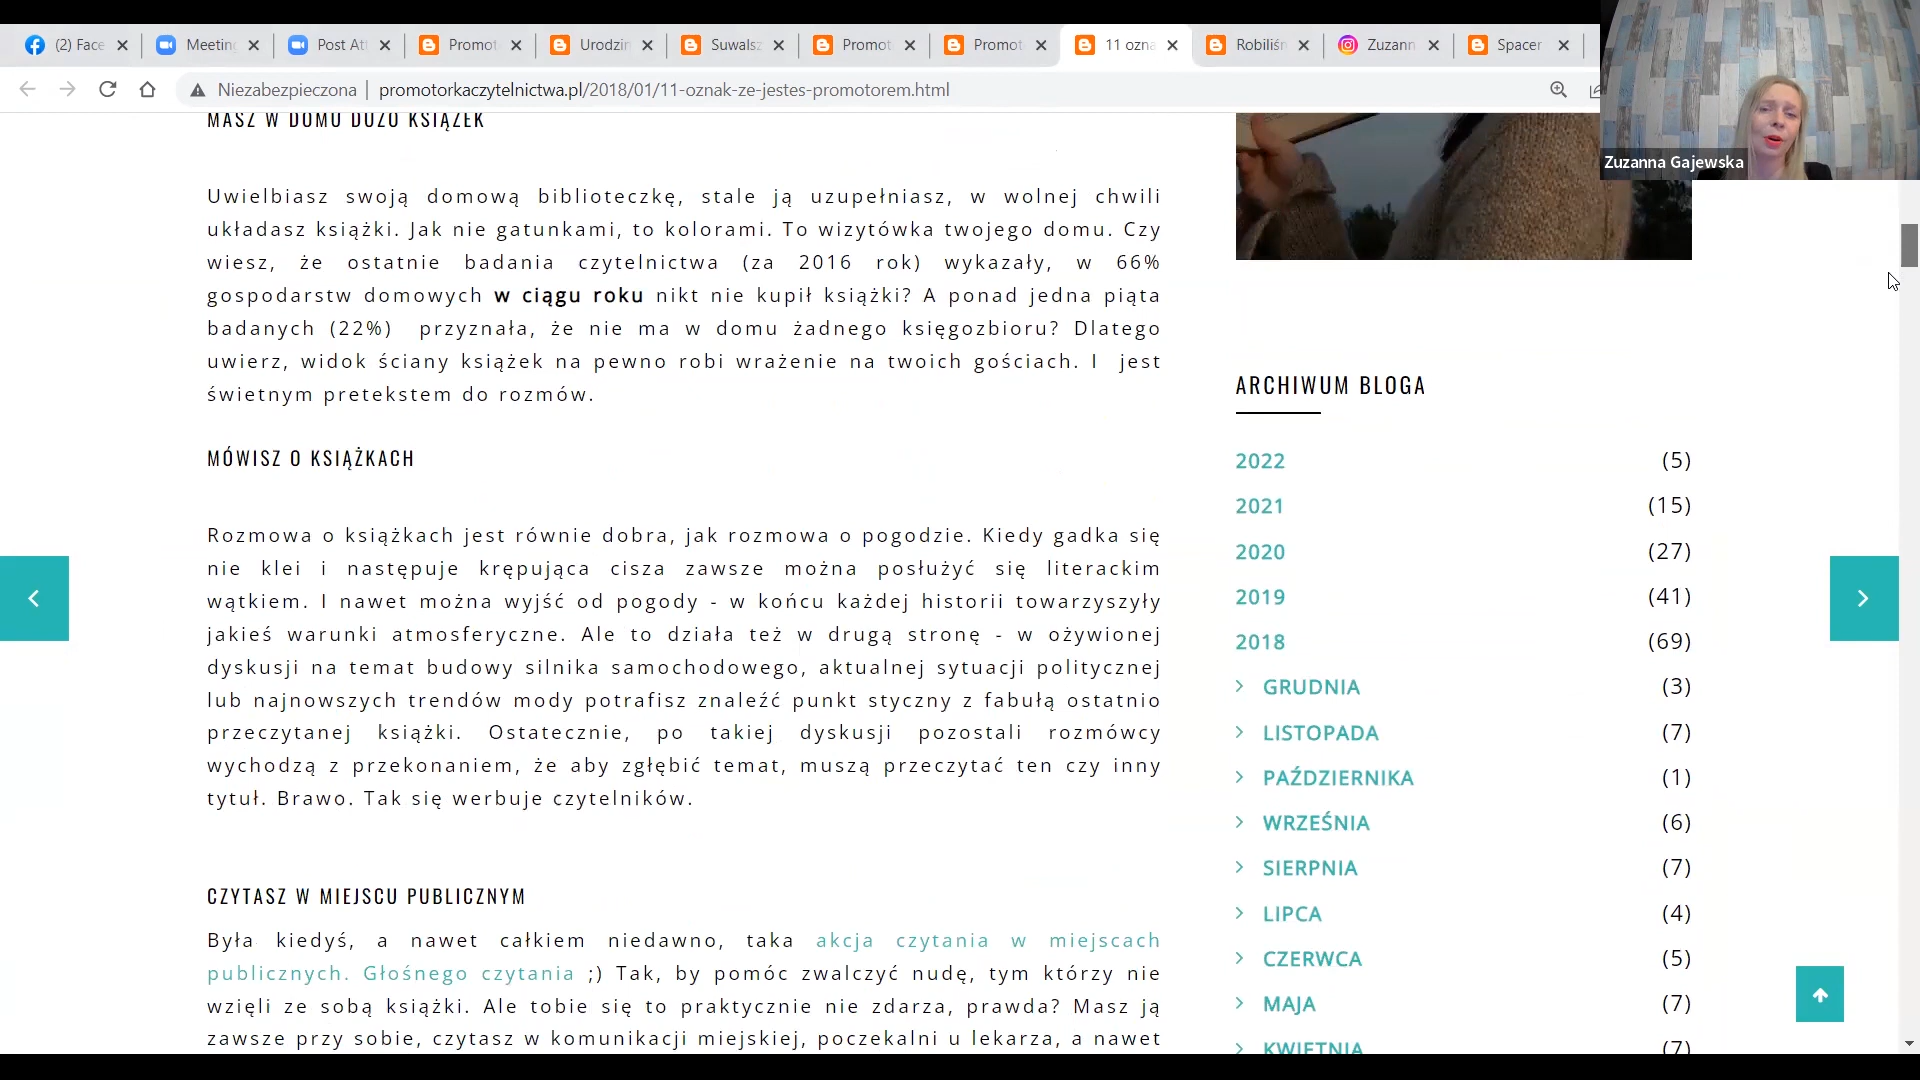 (2) Face
Meetin
Post At
Promot
Urodzin
Suwals
Promot
Promot
11 ozna
Robiliśn
Zuzann
Spacer
Niezabezpieczona | promotorkaczytelnictwa.pl/2018/01/11-oznak-ze-jestes-promotorem.html
Zuzanna Gajewska
MASZ W DOMU DUŻO KSIĄŻEK
Uwielbiasz swoją domową biblioteczkę, stale ją uzupełniasz, w wolnej chwili
układasz książki. Jak nie gatunkami, to kolorami. To wizytówka twojego domu. Czy
wiesz, że ostatnie badania czytelnictwa (za 2016 rok) wykazały, w 66%
gospodarstw domowych w ciągu roku nikt nie kupił książki? A ponad jedna piąta
badanych (22%) przyznała, że nie ma w domu żadnego księgozbioru? Dlatego
uwierz, widok ściany książek na pewno robi wrażenie na twoich gościach. I jest
świetnym pretekstem do rozmów.
MÓWISZ O KSIĄŻKACH
Rozmowa o książkach jest równie dobra, jak rozmowa o pogodzie. Kiedy gadka się
nie klei i następuje krępująca cisza zawsze można posłużyć się literackim
wątkiem. I nawet można wyjść od pogody - w końcu każdej historii towarzyszyły
jakieś warunki atmosferyczne. Ale to działa też w drugą stronę - w ożywionej
dyskusji na temat budowy silnika samochodowego, aktualnej sytuacji politycznej
lub najnowszych trendów mody potrafisz znaleźć punkt styczny z fabułą ostatnio
przeczytanej książki. Ostatecznie, po takiej dyskusji pozostali rozmówcy
wychodzą z przekonaniem, że aby zgłębić temat, muszą przeczytać ten czy inny
tytuł. Brawo. Tak się werbuje czytelników.
CZYTASZ W MIEJSCU PUBLICZNYM
Była kiedyś, a nawet całkiem niedawno, taka akcja czytania w miejscach
publicznych. Głośnego czytania ;) Tak, by pomóc zwalczyć nudę, tym którzy nie
wzięli ze sobą książki. Ale tobie się to praktycznie nie zdarza, prawda? Masz ją
zawsze przy sobie, czytasz w komunikacji miejskiej, poczekalni u lekarza, a nawet
ARCHIWUM BLOGA
2022 (5)
2021 (15)
2020 (27)
2019 (41)
2018 (69)
GRUDNIA (3)
LISTOPADA (7)
PAŹDZIERNIKA (1)
WRZEŚNIA (6)
SIERPNIA (7)
LIPCA (4)
CZERWCA (5)
MAJA (7)
KWIETNIA (7)